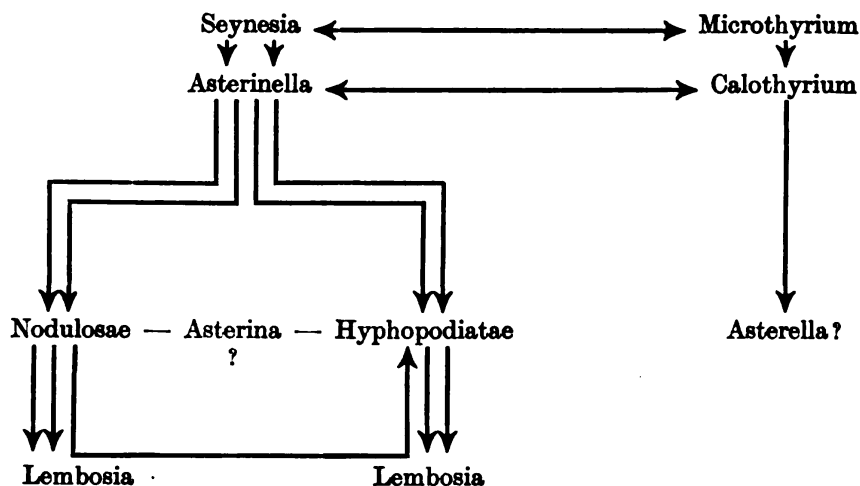 Seynesia Microthyrium
Asterinella Calothyrium
Nodulosae — Asterina — Hyphopodiatae Asterella?
?
Lembosia Lembosia